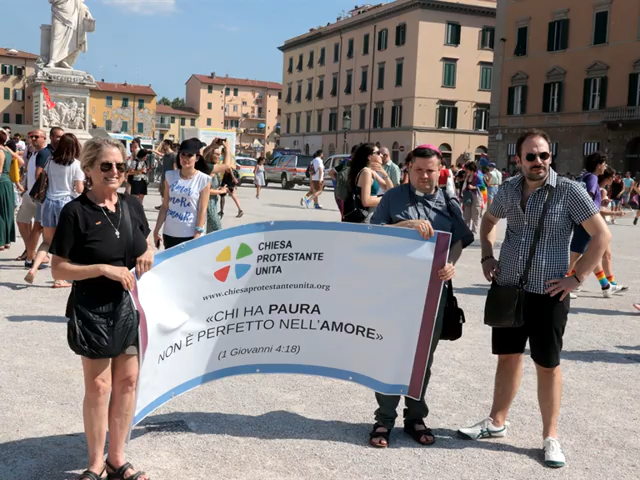 CHIESA
PROTESTANTE
UNITA
www.chiesaprotestanteunita.org
«CHI HA PAURA
NON È PERFETTO NELL'AMORE»
(1 Giovanni 4:18)